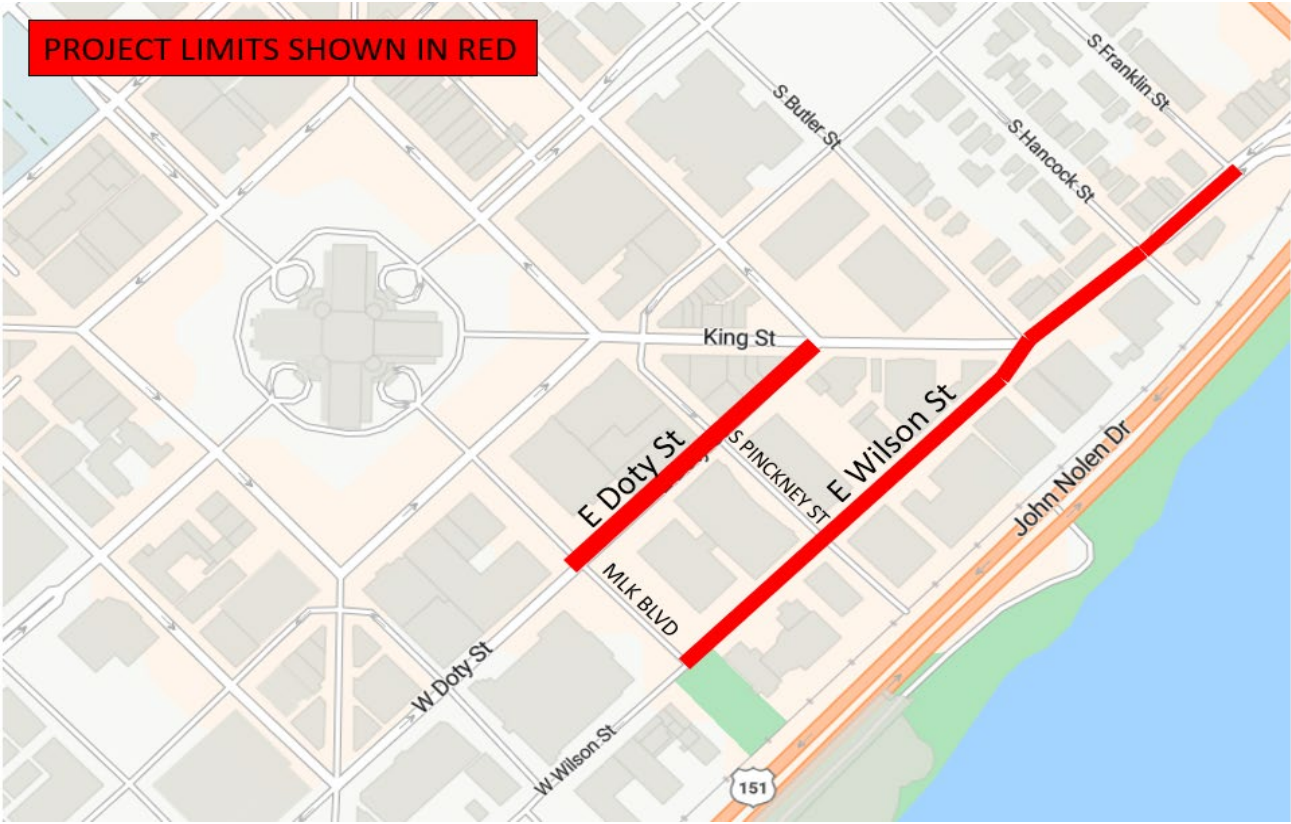 PROJECT LIMITS SHOWN IN RED
S Franklin St
S Butler St
S Hancock St
King St
E Doty St
S PINCKNEY ST
E Wilson St
John Nolen Dr
MLK BLVD
W Doty St
W Wilson St
151